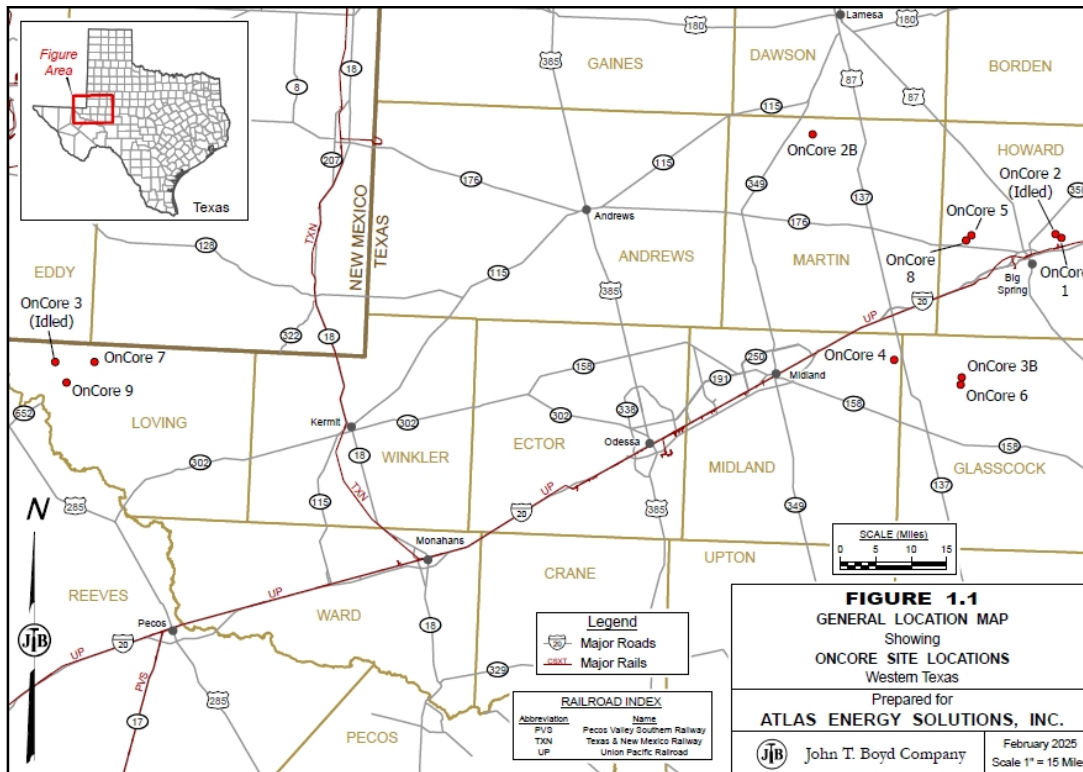 Figure
Area
Texas
180
Lamesa
180
385
GAINES
DAWSON
BORDEN
18
8
87
87
115
HOWARD
OnCore 2B
OnCore 2
(Idled)
207
115
176
349
137
OnCore 5
TXN
NEW MEXICO
TEXAS
Andrews
176
128
ANDREWS
MARTIN
OnCore
8
Big
Spring
OnCore
1
EDDY
115
385
20
UP
OnCore 3
(Idled)
322
18
OnCore 7
158
250
OnCore 4
OnCore 3B
OnCore 9
191
Midland
OnCore 6
652
LOVING
Kermit
302
302
338
158
302
WINKLER
ECTOR
Odessa
MIDLAND
158
GLASSCOCK
18
TXN
UP
N
285
115
20
385
349
137
Monahans
SCALE (Miles)
0 5 10 15
REEVES
UP
CRANE
UPTON
WARD
Pecos
18
JTB
20
UP
PVS
329
285
17
PECOS
Legend
20 Major Roads
CSXT Major Rails
RAILROAD INDEX
Abbreviation Name
PVS Pecos Valley Southern Railway
TXN Texas & New Mexico Railway
UP Union Pacific Railroad
FIGURE 1.1
GENERAL LOCATION MAP
Showing
ONCORE SITE LOCATIONS
Western Texas
Prepared for
ATLAS ENERGY SOLUTIONS, INC.
JTB John T. Boyd Company
February 2025
Scale 1" = 15 Mile